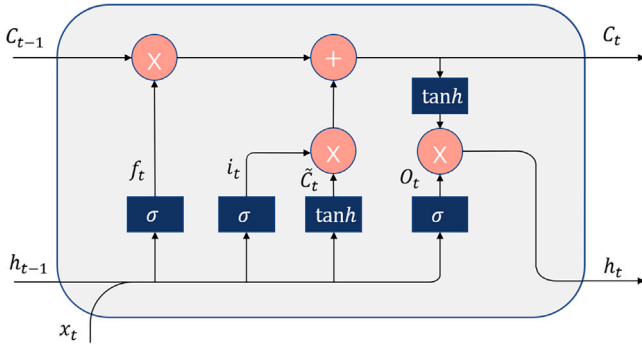 C_{t-1} C_t
X +
tanh
f_t i_t X C̃_t O_t X
σ σ tanh σ
h_{t-1} h_t
x_t